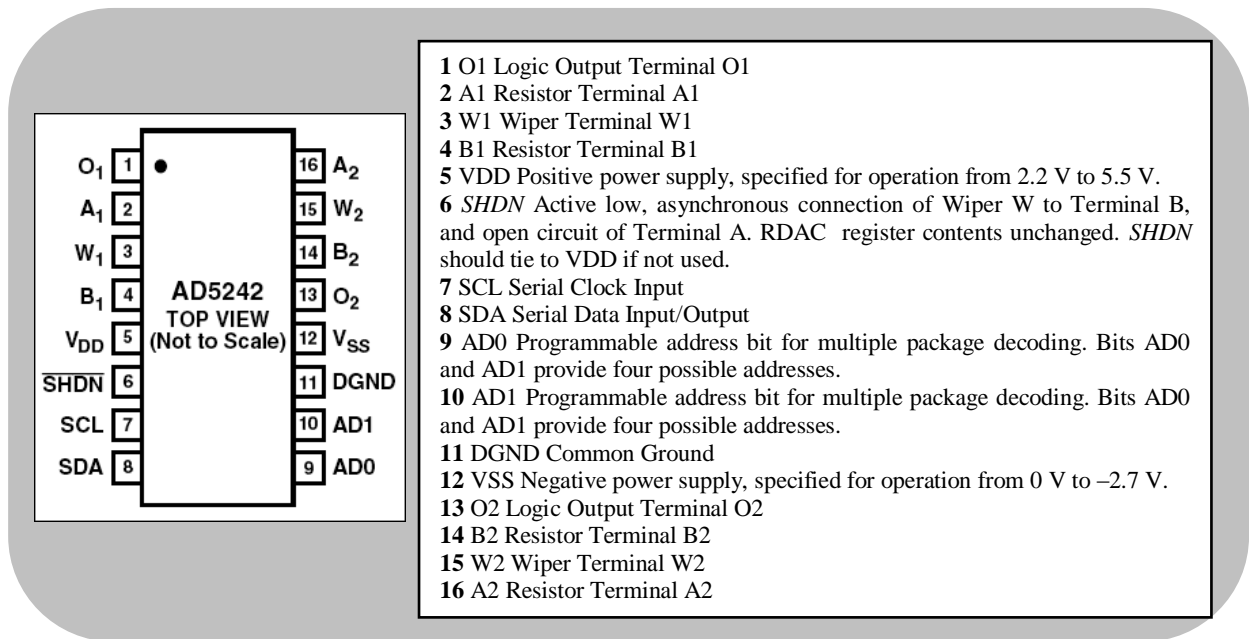 O1 1
A1 2
W1 3
B1 4
VDD 5
SHDN 6
SCL 7
SDA 8
AD5242
TOP VIEW
(Not to Scale)
16 A2
15 W2
14 B2
13 O2
12 VSS
11 DGND
10 AD1
9 AD0
1 O1 Logic Output Terminal O1
2 A1 Resistor Terminal A1
3 W1 Wiper Terminal W1
4 B1 Resistor Terminal B1
5 VDD Positive power supply, specified for operation from 2.2 V to 5.5 V.
6 SHDN Active low, asynchronous connection of Wiper W to Terminal B,
and open circuit of Terminal A. RDAC register contents unchanged. SHDN
should tie to VDD if not used.
7 SCL Serial Clock Input
8 SDA Serial Data Input/Output
9 AD0 Programmable address bit for multiple package decoding. Bits AD0
and AD1 provide four possible addresses.
10 AD1 Programmable address bit for multiple package decoding. Bits AD0
and AD1 provide four possible addresses.
11 DGND Common Ground
12 VSS Negative power supply, specified for operation from 0 V to –2.7 V.
13 O2 Logic Output Terminal O2
14 B2 Resistor Terminal B2
15 W2 Wiper Terminal W2
16 A2 Resistor Terminal A2